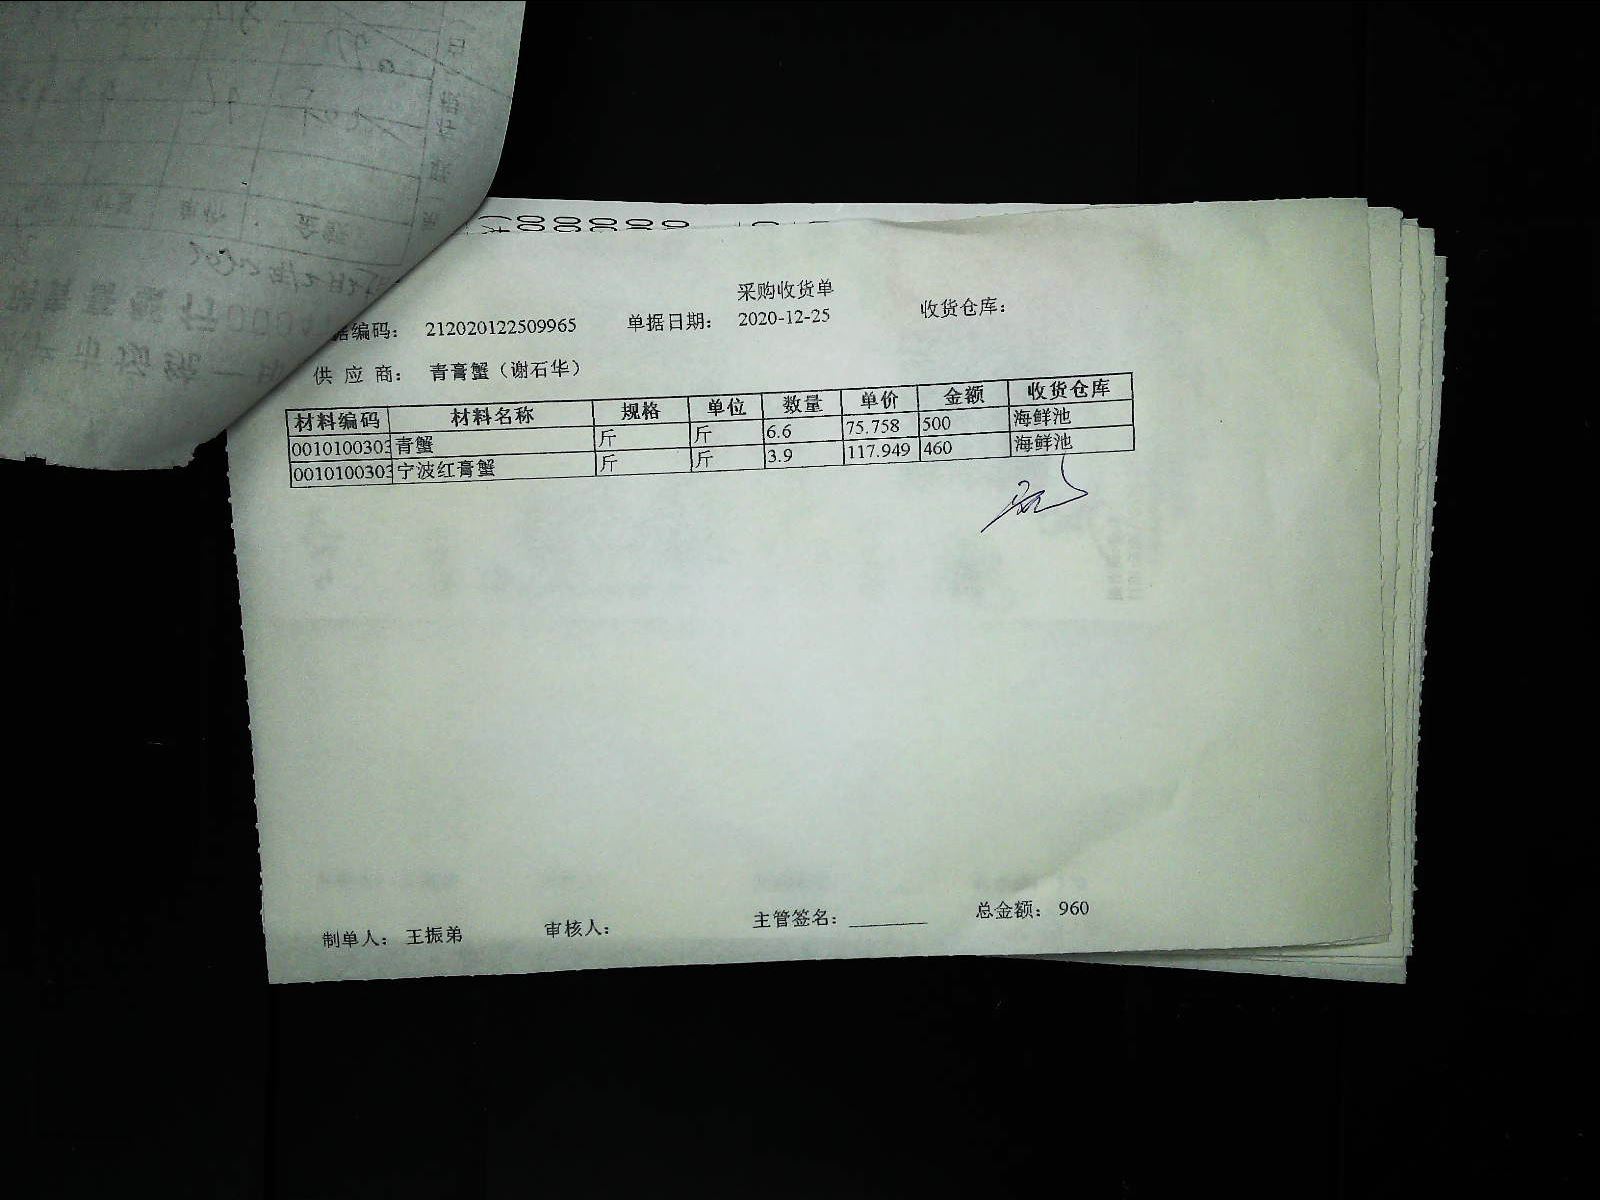 采购收货单
据编码： 212020122509965 单据日期： 2020-12-25 收货仓库：
供 应 商： 青膏蟹（谢石华）
材料编码 材料名称 规格 单位 数量 单价 金额 收货仓库
0010100303 青蟹 斤 斤 6.6 75.758 500 海鲜池
0010100303 宁波红膏蟹 斤 斤 3.9 117.949 460 海鲜池
制单人： 王振弟 审核人： 主管签名： 总金额： 960